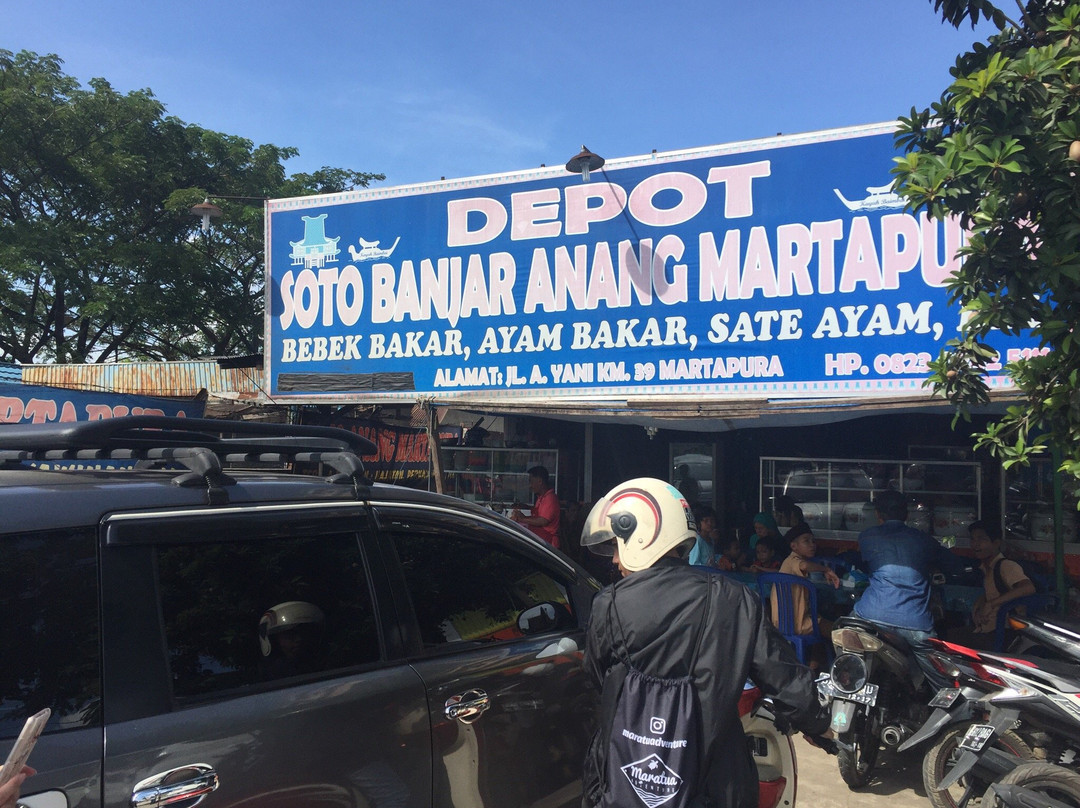 DEPOT
SOTO BANJAR ANANG MARTAPU
BEBEK BAKAR, AYAM BAKAR, SATE AYAM,
ALAMAT: JL. A. YANI KM. 39 MARTAPURA
HP. 0823
maratuadventure
Maratua